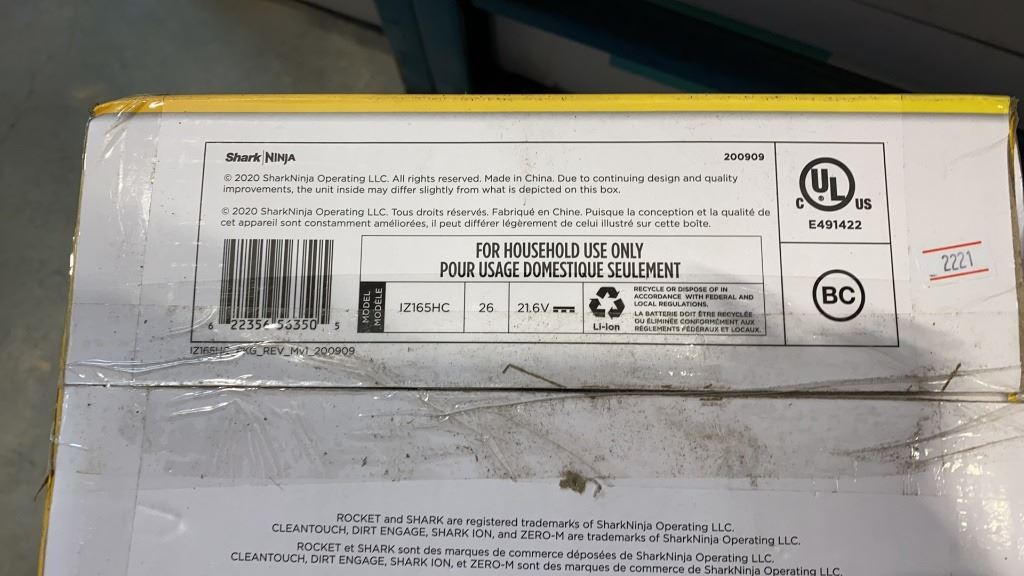 Shark | NINJA
200909
© 2020 SharkNinja Operating LLC. All rights reserved. Made in China. Due to continuing design and quality
improvements, the unit inside may differ slightly from what is depicted on this box.
© 2020 SharkNinja Operating LLC. Tous droits réservés. Fabriqué en Chine. Puisque la conception et la qualité de
cet appareil sont constamment améliorées, il peut différer légèrement de celui illustré sur cette boîte.
UL
C US
E491422
2221
BC
FOR HOUSEHOLD USE ONLY
POUR USAGE DOMESTIQUE SEULEMENT
MODEL
MODÈLE
IZ165HC
26
21.6V
Li-Ion
RECYCLE OR DISPOSE OF IN
ACCORDANCE WITH FEDERAL AND
LOCAL REGULATIONS.
LA BATTERIE DOIT ÊTRE RECYCLÉE
OU ÉLIMINÉE CONFORMÉMENT AUX
RÈGLEMENTS FÉDÉRAUX ET LOCAUX.
6 22356 56350 5
REV_Mv1_200909
ROCKET and SHARK are registered trademarks of SharkNinja Operating LLC.
CLEANTOUCH, DIRT ENGAGE, SHARK ION, and ZERO-M are trademarks of SharkNinja Operating LLC.
ROCKET et SHARK sont des marques de commerce déposées de SharkNinja Operating LLC.
CLEANTOUCH, DIRT ENGAGE, SHARK ION, et ZERO-M sont des marques de commerce de SharkNinja Operating LLC.